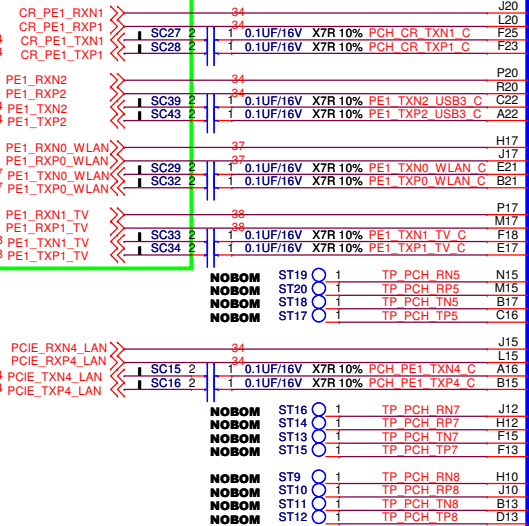 CR_PE1_RXN1 34 J20
CR_PE1_RXP1 34 L20
CR_PE1_TXN1 SC27 2 1 0.1UF/16V X7R 10% PCH_CR_TXN1_C F25
CR_PE1_TXP1 SC28 2 1 0.1UF/16V X7R 10% PCH_CR_TXP1_C F23
PE1_RXN2 34 P20
PE1_RXP2 34 R20
PE1_TXN2 SC39 2 1 0.1UF/16V X7R 10% PE1_TXN2_USB3_C C22
PE1_TXP2 SC43 2 1 0.1UF/16V X7R 10% PE1_TXP2_USB3_C A22
PE1_RXN0_WLAN 37 H17
PE1_RXP0_WLAN 37 J17
PE1_TXN0_WLAN SC29 2 1 0.1UF/16V X7R 10% PE1_TXN0_WLAN_C E21
PE1_TXP0_WLAN SC32 2 1 0.1UF/16V X7R 10% PE1_TXP0_WLAN_C B21
PE1_RXN1_TV 38 P17
PE1_RXP1_TV 38 M17
PE1_TXN1_TV SC33 2 1 0.1UF/16V X7R 10% PE1_TXN1_TV_C F18
PE1_TXP1_TV SC34 2 1 0.1UF/16V X7R 10% PE1_TXP1_TV_C E17
NOBOM ST19 1 TP_PCH_RN5 N15
NOBOM ST20 1 TP_PCH_RP5 M15
NOBOM ST18 1 TP_PCH_TN5 B17
NOBOM ST17 1 TP_PCH_TP5 C16
PCIE_RXN4_LAN 34 J15
PCIE_RXP4_LAN 34 L15
PCIE_TXN4_LAN SC15 2 1 0.1UF/16V X7R 10% PCH_PE1_TXN4_C A16
PCIE_TXP4_LAN SC16 2 1 0.1UF/16V X7R 10% PCH_PE1_TXP4_C B15
NOBOM ST16 1 TP_PCH_RN7 J12
NOBOM ST14 1 TP_PCH_RP7 H12
NOBOM ST13 1 TP_PCH_TN7 F15
NOBOM ST15 1 TP_PCH_TP7 F13
NOBOM ST9 1 TP_PCH_RN8 H10
NOBOM ST10 1 TP_PCH_RP8 J10
NOBOM ST11 1 TP_PCH_TN8 B13
NOBOM ST12 1 TP_PCH_TP8 D13